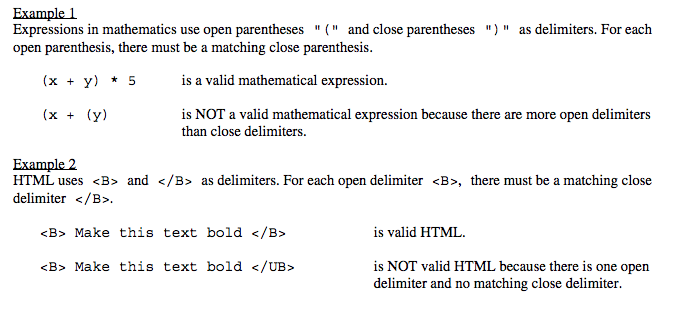 Example 1
Expressions in mathematics use open parentheses "(" and close parentheses ")" as delimiters. For each
open parenthesis, there must be a matching close parenthesis.
(x + y) * 5 is a valid mathematical expression.
(x + (y) is NOT a valid mathematical expression because there are more open delimiters
than close delimiters.
Example 2
HTML uses <B> and </B> as delimiters. For each open delimiter <B>, there must be a matching close
delimiter </B>.
<B> Make this text bold </B> is valid HTML.
<B> Make this text bold </UB> is NOT valid HTML because there is one open
delimiter and no matching close delimiter.